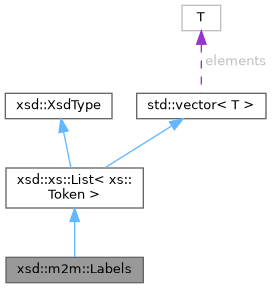 T
elements
xsd::XsdType
std::vector< T >
xsd::xs::List< xs::
Token >
xsd::m2m::Labels